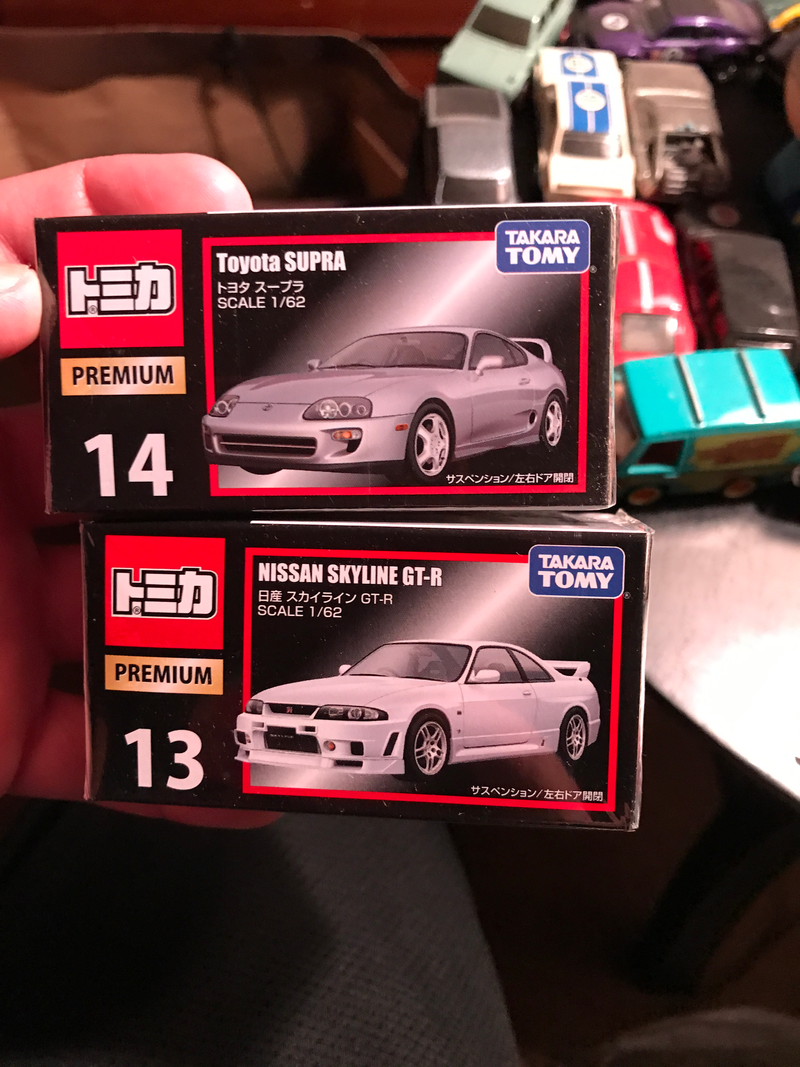 トミカ
PREMIUM
14
Toyota SUPRA
トヨタ スープラ
SCALE 1/62
TAKARA
TOMY
サスペンション/左右ドア開閉
トミカ
PREMIUM
13
NISSAN SKYLINE GT-R
日産 スカイライン GT-R
SCALE 1/62
TAKARA
TOMY
サスペンション/左右ドア開閉